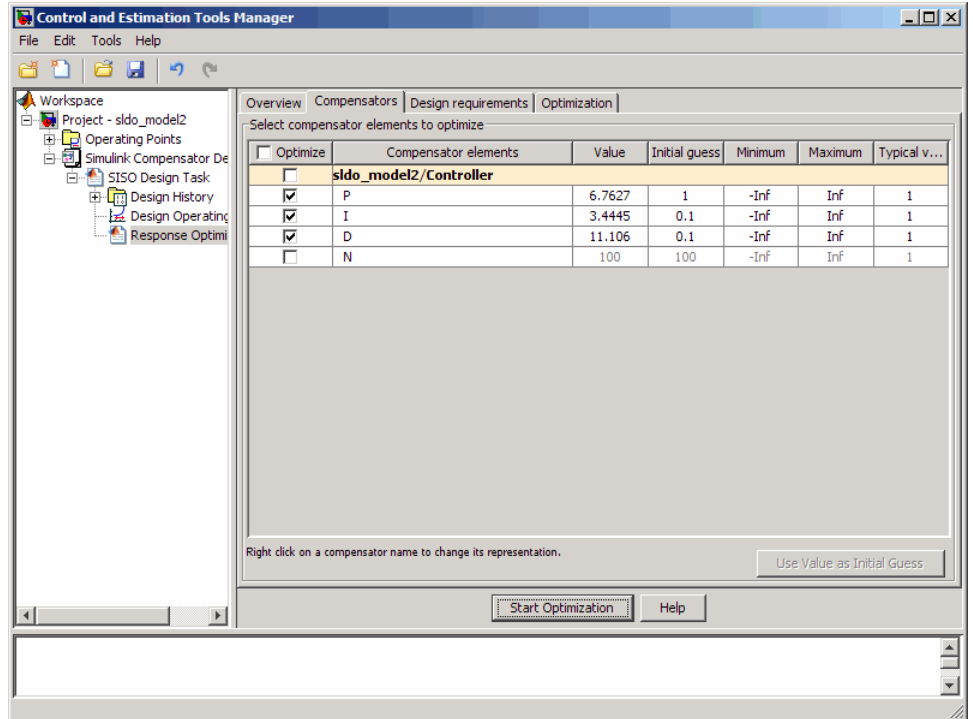 Control and Estimation Tools Manager
File Edit Tools Help
Workspace
Project - sldo_model2
Operating Points
Simulink Compensator De
SISO Design Task
Design History
Design Operating
Response Optimi
Overview Compensators Design requirements Optimization
Select compensator elements to optimize
Optimize Compensator elements Value Initial guess Minimum Maximum Typical v...
sldo_model2/Controller
P 6.7627 1 -Inf Inf 1
I 3.4445 0.1 -Inf Inf 1
D 11.106 0.1 -Inf Inf 1
N 100 100 -Inf Inf 1
Right click on a compensator name to change its representation.
Use Value as Initial Guess
Start Optimization Help